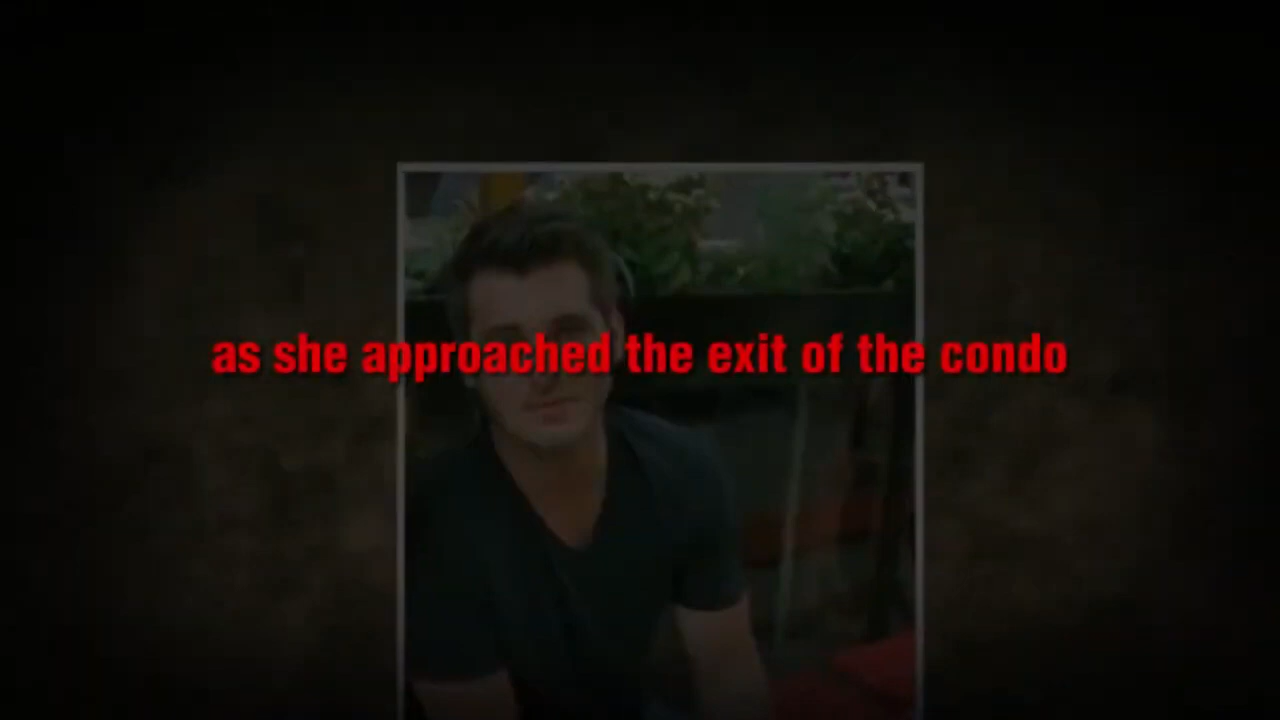 as she approached the exit of the condo